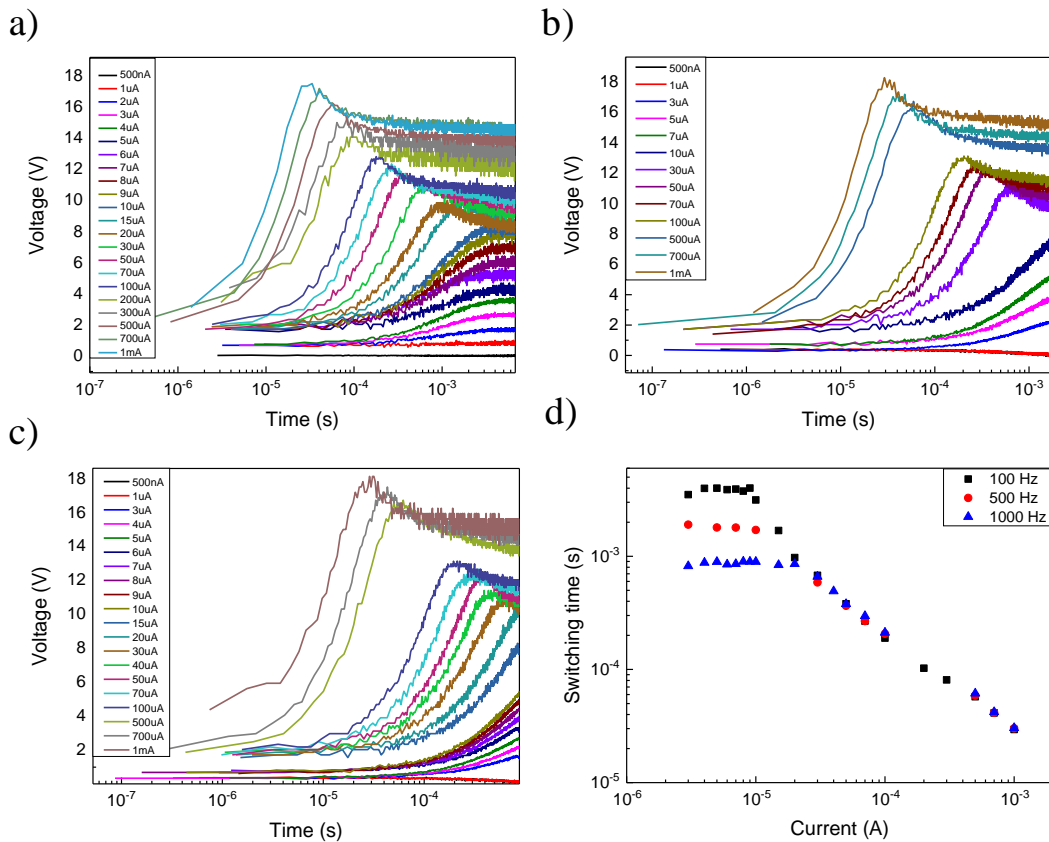 a)
18
16
14
12
10
8
6
4
2
0
Voltage (V)
500nA
1uA
2uA
3uA
4uA
5uA
6uA
7uA
8uA
9uA
10uA
15uA
20uA
30uA
50uA
70uA
100uA
200uA
300uA
500uA
700uA
1mA
10-7 10-6 10-5 10-4 10-3
Time (s)
b)
18
16
14
12
10
8
6
4
2
0
Voltage (V)
500nA
1uA
3uA
5uA
7uA
10uA
30uA
50uA
70uA
100uA
500uA
700uA
1mA
10-7 10-6 10-5 10-4 10-3
Time (s)
c)
18
16
14
12
10
8
6
4
2
Voltage (V)
500nA
1uA
3uA
4uA
5uA
6uA
7uA
8uA
9uA
10uA
15uA
20uA
30uA
40uA
50uA
70uA
100uA
500uA
700uA
1mA
10-7 10-6 10-5 10-4
Time (s)
d)
100 Hz
500 Hz
1000 Hz
10-3
10-4
10-5
Switching time (s)
10-6 10-5 10-4 10-3
Current (A)